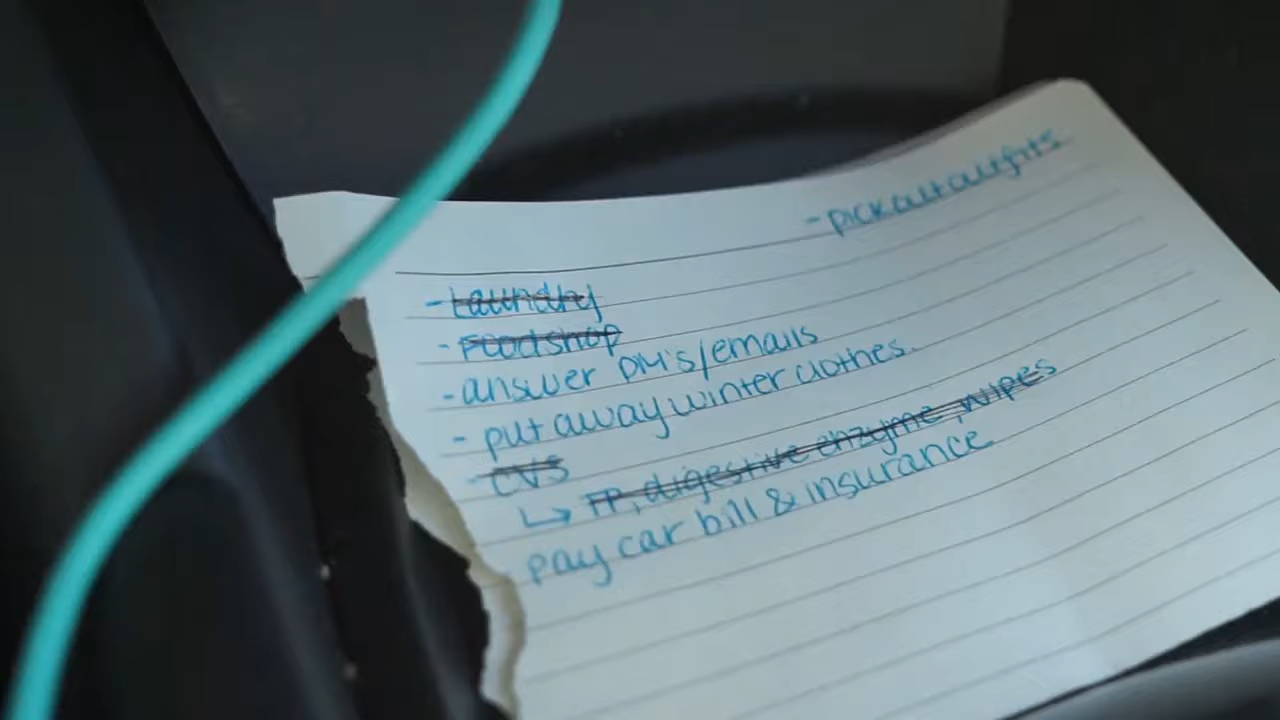 - pick out outfits
- Laundry
- Food shop
- answer DM's/emails
- put away winter clothes.
- CVS
↳ TP, digestive enzyme, wipes
pay car bill & insurance